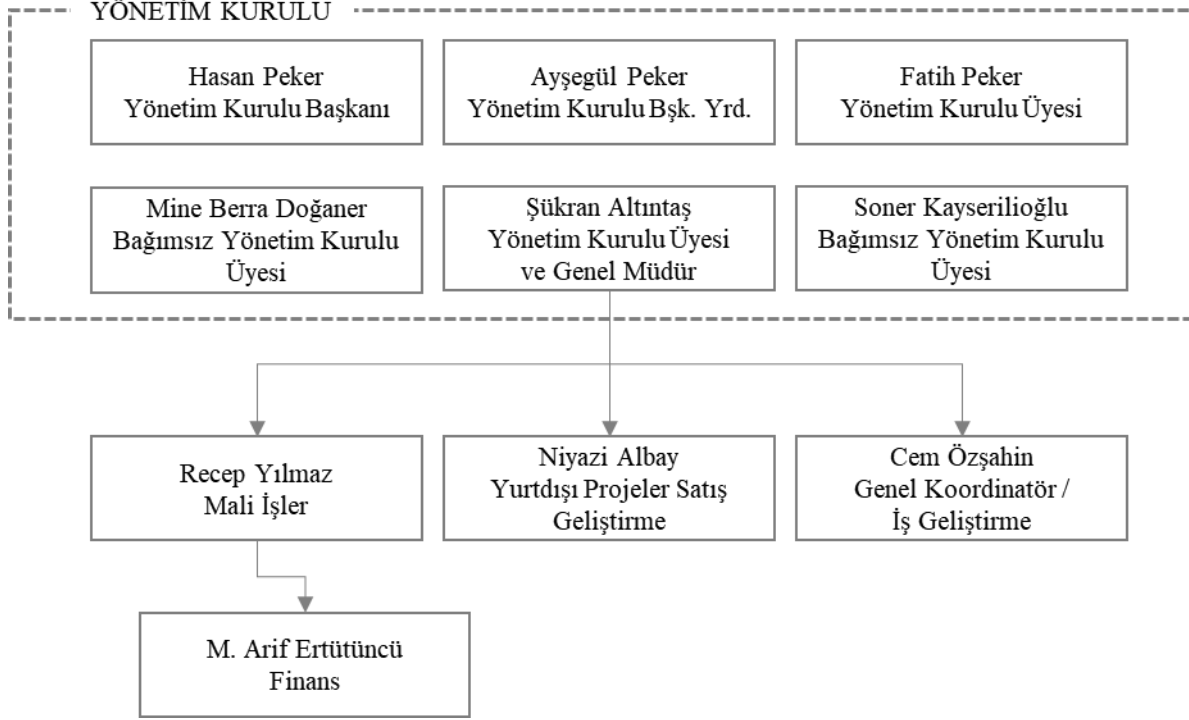 YÖNETİM KURULU
Hasan Peker
Yönetim Kurulu Başkanı
Ayşegül Peker
Yönetim Kurulu Bşk. Yrd.
Fatih Peker
Yönetim Kurulu Üyesi
Mine Berra Doğaner
Bağımsız Yönetim Kurulu
Üyesi
Şükran Altıntaş
Yönetim Kurulu Üyesi
ve Genel Müdür
Soner Kayserilioğlu
Bağımsız Yönetim Kurulu
Üyesi
Recep Yılmaz
Mali İşler
Niyazi Albay
Yurtdışı Projeler Satış
Geliştirme
Cem Özşahin
Genel Koordinatör /
İş Geliştirme
M. Arif Ertütüncü
Finans